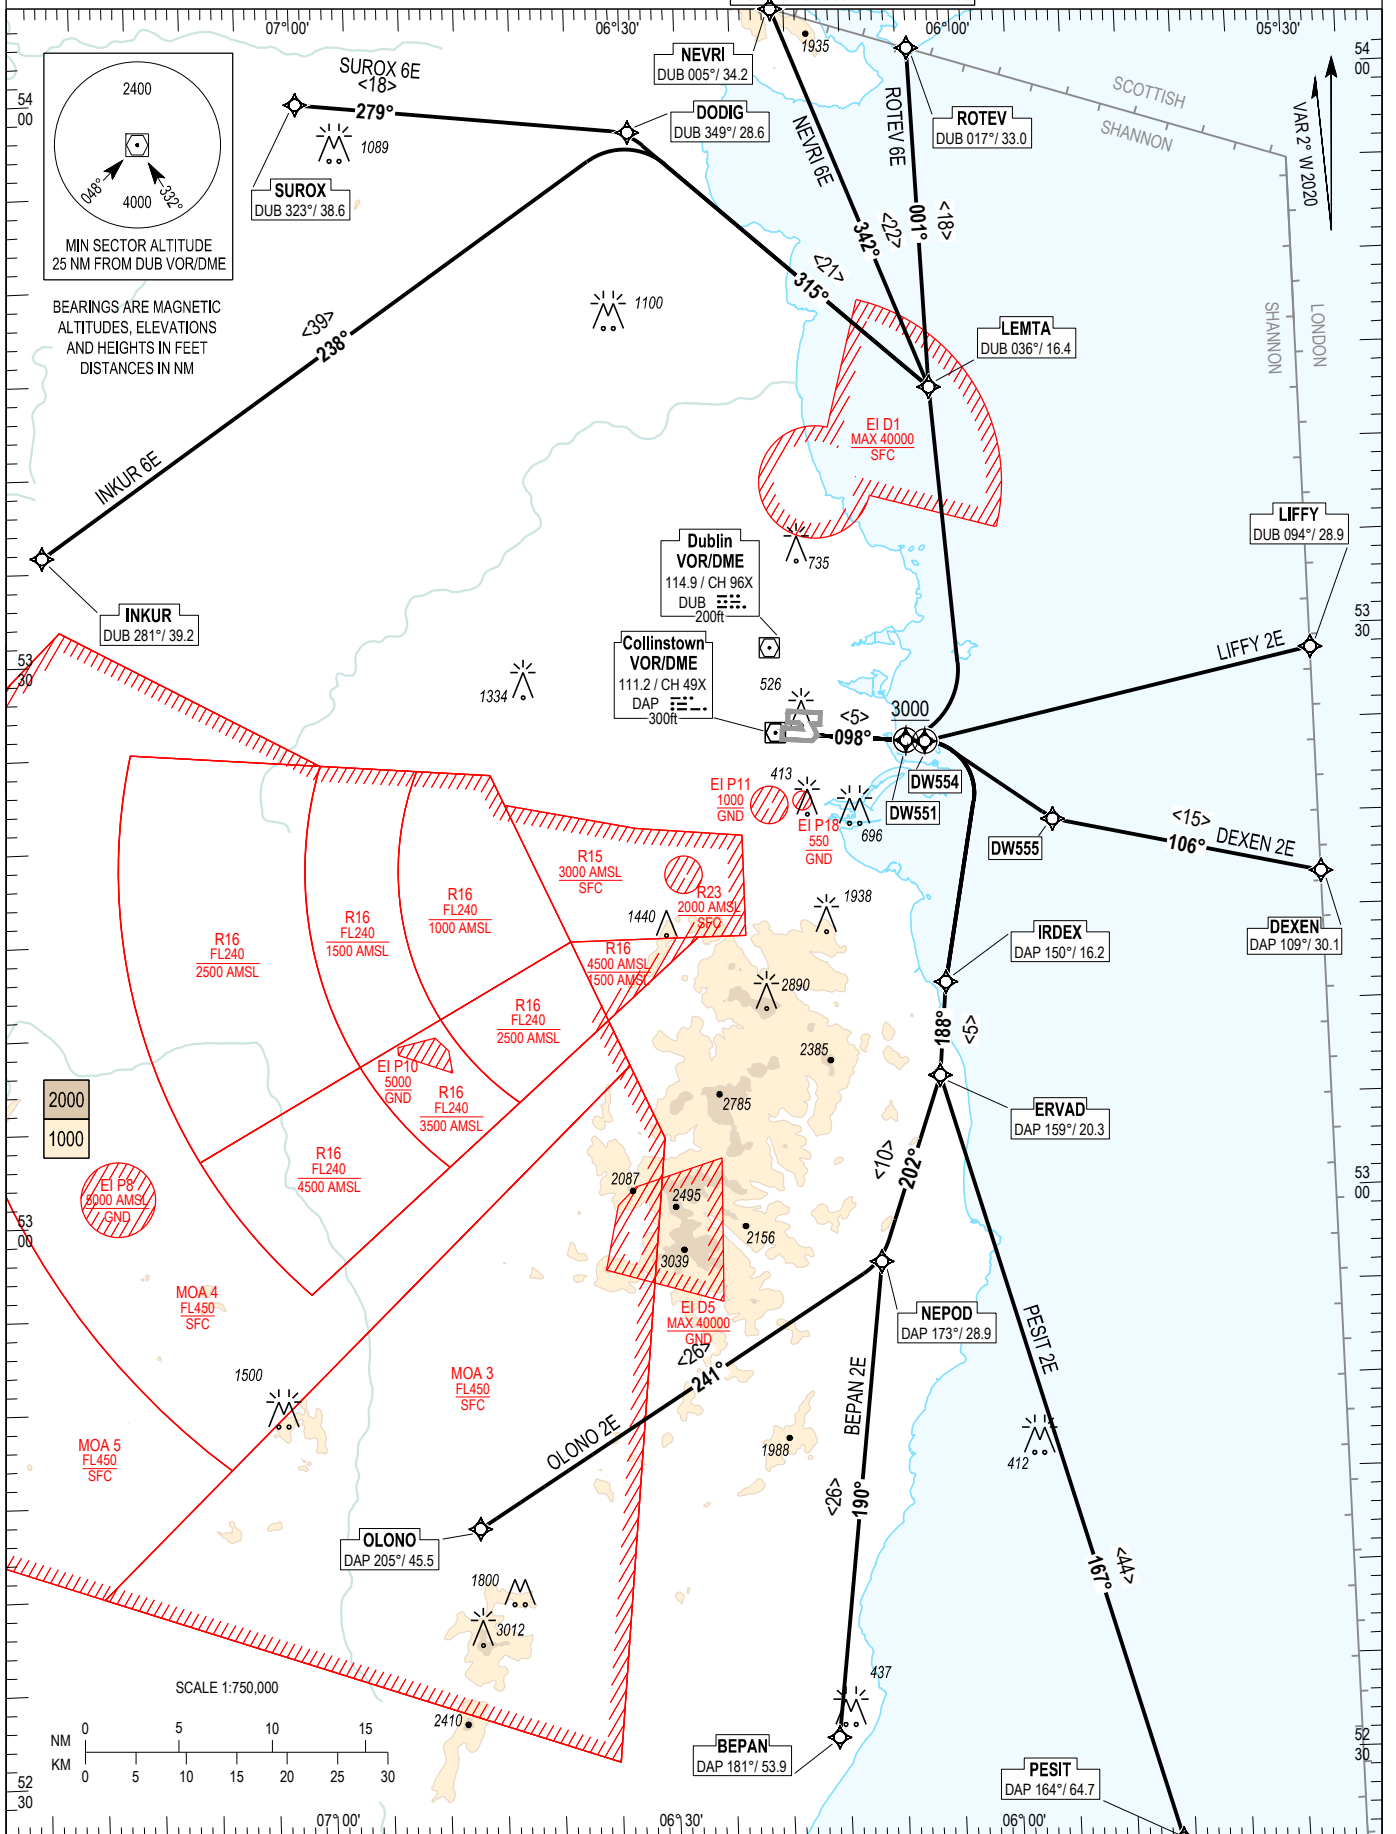 07°00'
06°30'
06°00'
05°30'
54
00
54
00
2400
048°
332°
4000
MIN SECTOR ALTITUDE
25 NM FROM DUB VOR/DME
BEARINGS ARE MAGNETIC
ALTITUDES, ELEVATIONS
AND HEIGHTS IN FEET
DISTANCES IN NM
SUROX 6E
<18>
279°
1089
SUROX
DUB 323°/ 38.6
NEVRI
DUB 005°/ 34.2
1935
DODIG
DUB 349°/ 28.6
ROTEV
DUB 017°/ 33.0
SCOTTISH
SHANNON
VAR 2° W 2020
NEVRI 6E
342°
<22>
ROTEV 6E
001°
<18>
<21>
315°
1100
<39>
238°
INKUR 6E
LEMTA
DUB 036°/ 16.4
SHANNON
LONDON
EI D1
MAX 40000
SFC
735
LIFFY
DUB 094°/ 28.9
INKUR
DUB 281°/ 39.2
Dublin
VOR/DME
114.9 / CH 96X
DUB
200ft
Collinstown
VOR/DME
111.2 / CH 49X
DAP
300ft
53
30
53
30
1334
526
<5>
098°
3000
LIFFY 2E
DW554
DW551
DW555
<15>
106°
DEXEN 2E
DEXEN
DAP 109°/ 30.1
413
696
EI P11
1000
GND
EI P18
550
GND
R15
3000 AMSL
SFC
R23
2000 AMSL
SFC
1440
1938
R16
FL240
1000 AMSL
R16
FL240
1500 AMSL
R16
FL240
2500 AMSL
R16
4500 AMSL
1500 AMSL
R16
FL240
2500 AMSL
2890
2385
2785
IRDEX
DAP 150°/ 16.2
188°
<5>
ERVAD
DAP 159°/ 20.3
EI P10
5000
GND
R16
FL240
3500 AMSL
R16
FL240
4500 AMSL
2000
1000
EI P8
5000 AMSL
GND
<10>
202°
2087
2495
2156
3039
53
00
53
00
EI D5
MAX 40000
GND
NEPOD
DAP 173°/ 28.9
MOA 4
FL450
SFC
MOA 3
FL450
SFC
MOA 5
FL450
SFC
1500
<26>
241°
OLONO 2E
BEPAN 2E
190°
<26>
1988
PESIT 2E
412
167°
<44>
OLONO
DAP 205°/ 45.5
1800
3012
2410
437
SCALE 1:750,000
NM
0 5 10 15
KM
0 5 10 15 20 25 30
BEPAN
DAP 181°/ 53.9
PESIT
DAP 164°/ 64.7
52
30
52
30
07°00'
06°30'
06°00'